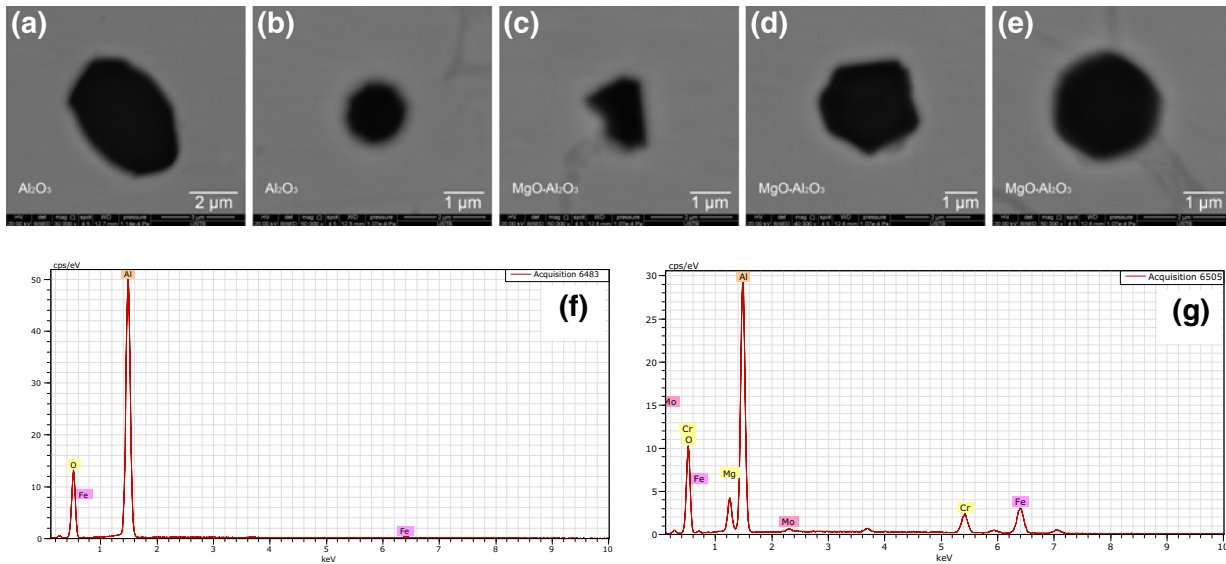 (a)
Al₂O₃
2 µm
(b)
Al₂O₃
1 µm
(c)
MgO-Al₂O₃
1 µm
(d)
MgO-Al₂O₃
1 µm
(e)
MgO-Al₂O₃
1 µm
cps/eV
Acquisition 6483
(f)
50
40
30
20
10
0
Al
O
Fe
Fe
1 2 3 4 5 6 7 8 9 10
keV
cps/eV
Acquisition 6505
(g)
30
25
20
15
10
5
0
Al
Mo
Cr
O
Fe
Mg
Mo
Cr
Fe
1 2 3 4 5 6 7 8 9 10
keV